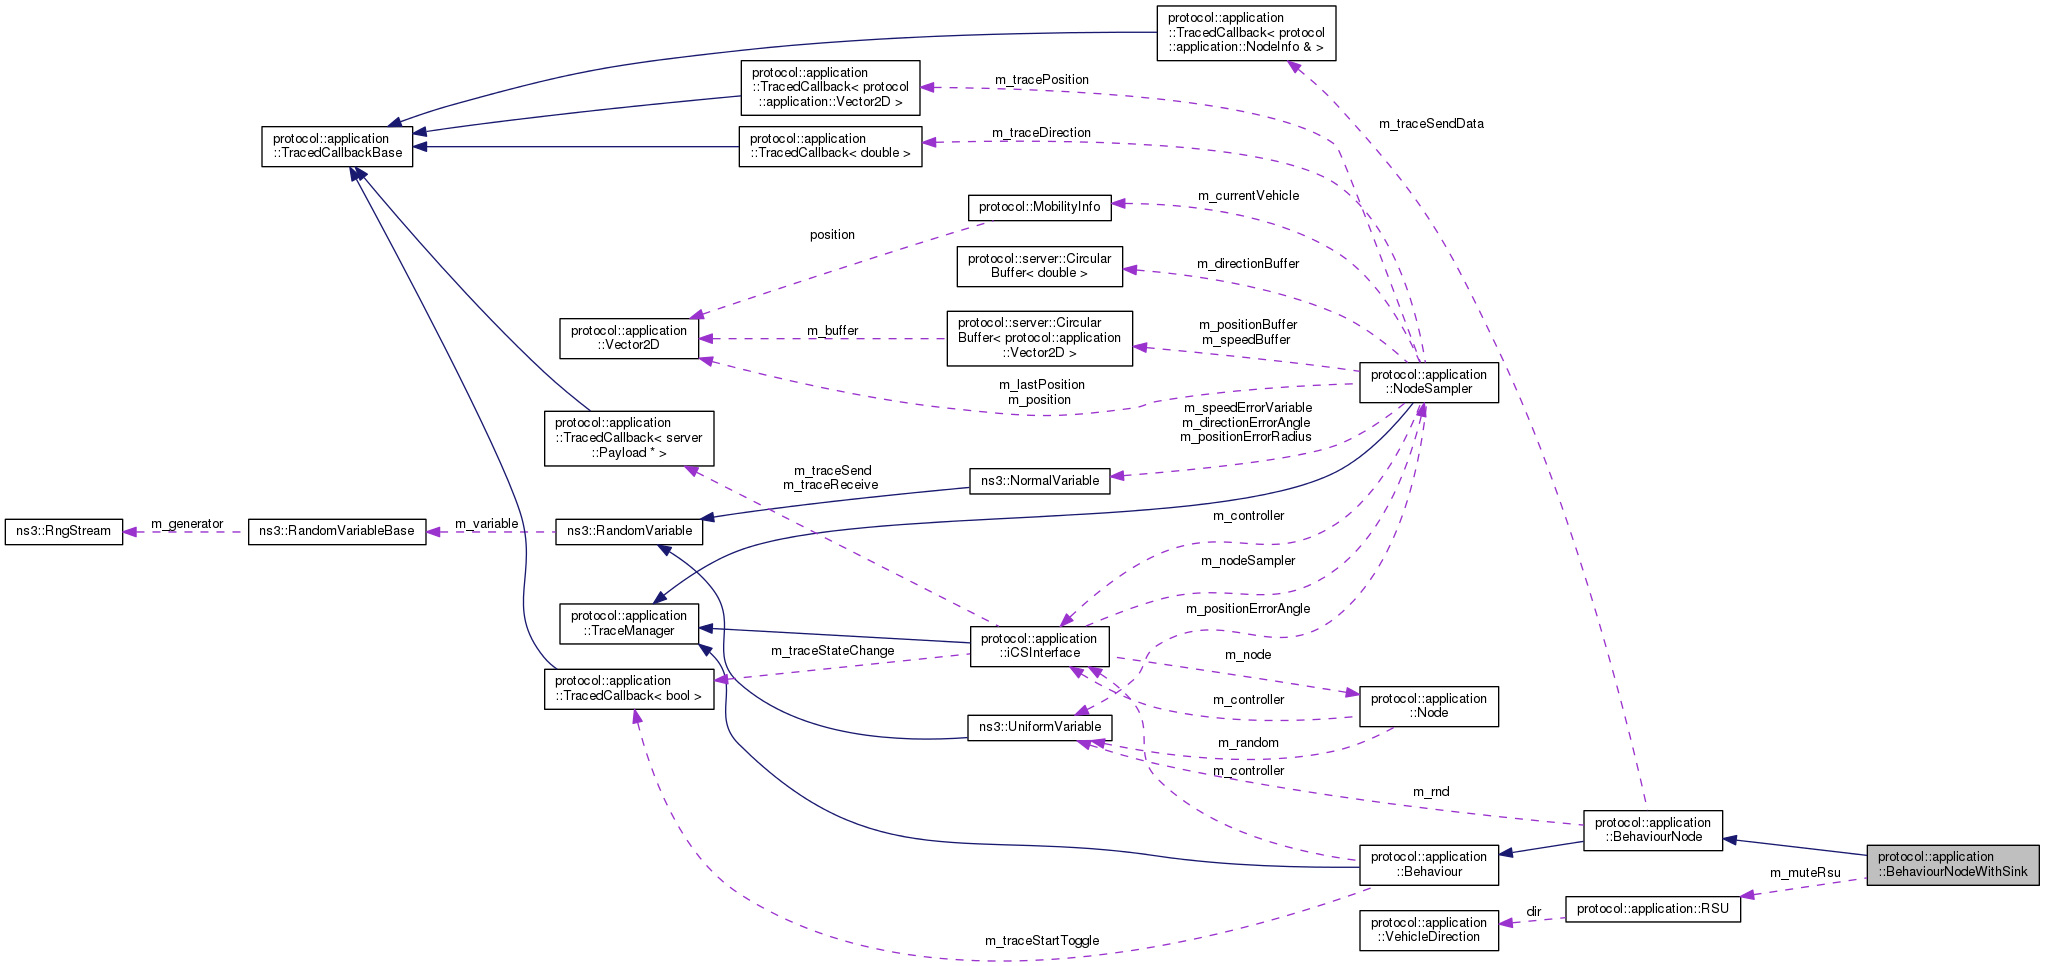 protocol::application
::TracedCallback< protocol
::application::NodeInfo & >
protocol::application
::TracedCallback< protocol
::application::Vector2D >
m_tracePosition
m_traceSendData
protocol::application
::TracedCallbackBase
protocol::application
::TracedCallback< double >
m_traceDirection
protocol::MobilityInfo
m_currentVehicle
position
protocol::server::Circular
Buffer< double >
m_directionBuffer
protocol::application
::Vector2D
m_buffer
protocol::server::Circular
Buffer< protocol::application
::Vector2D >
m_positionBuffer
m_speedBuffer
protocol::application
::NodeSampler
m_lastPosition
m_position
protocol::application
::TracedCallback< server
::Payload * >
m_speedErrorVariable
m_directionErrorAngle
m_positionErrorRadius
m_traceSend
m_traceReceive
ns3::NormalVariable
ns3::RngStream
m_generator
ns3::RandomVariableBase
m_variable
ns3::RandomVariable
m_controller
m_nodeSampler
protocol::application
::TraceManager
m_positionErrorAngle
protocol::application
::iCSInterface
m_traceStateChange
m_node
protocol::application
::TracedCallback< bool >
m_controller
protocol::application
::Node
ns3::UniformVariable
m_random
m_controller
m_rnd
protocol::application
::BehaviourNode
protocol::application
::Behaviour
protocol::application
::BehaviourNodeWithSink
m_muteRsu
protocol::application::RSU
dir
protocol::application
::VehicleDirection
m_traceStartToggle